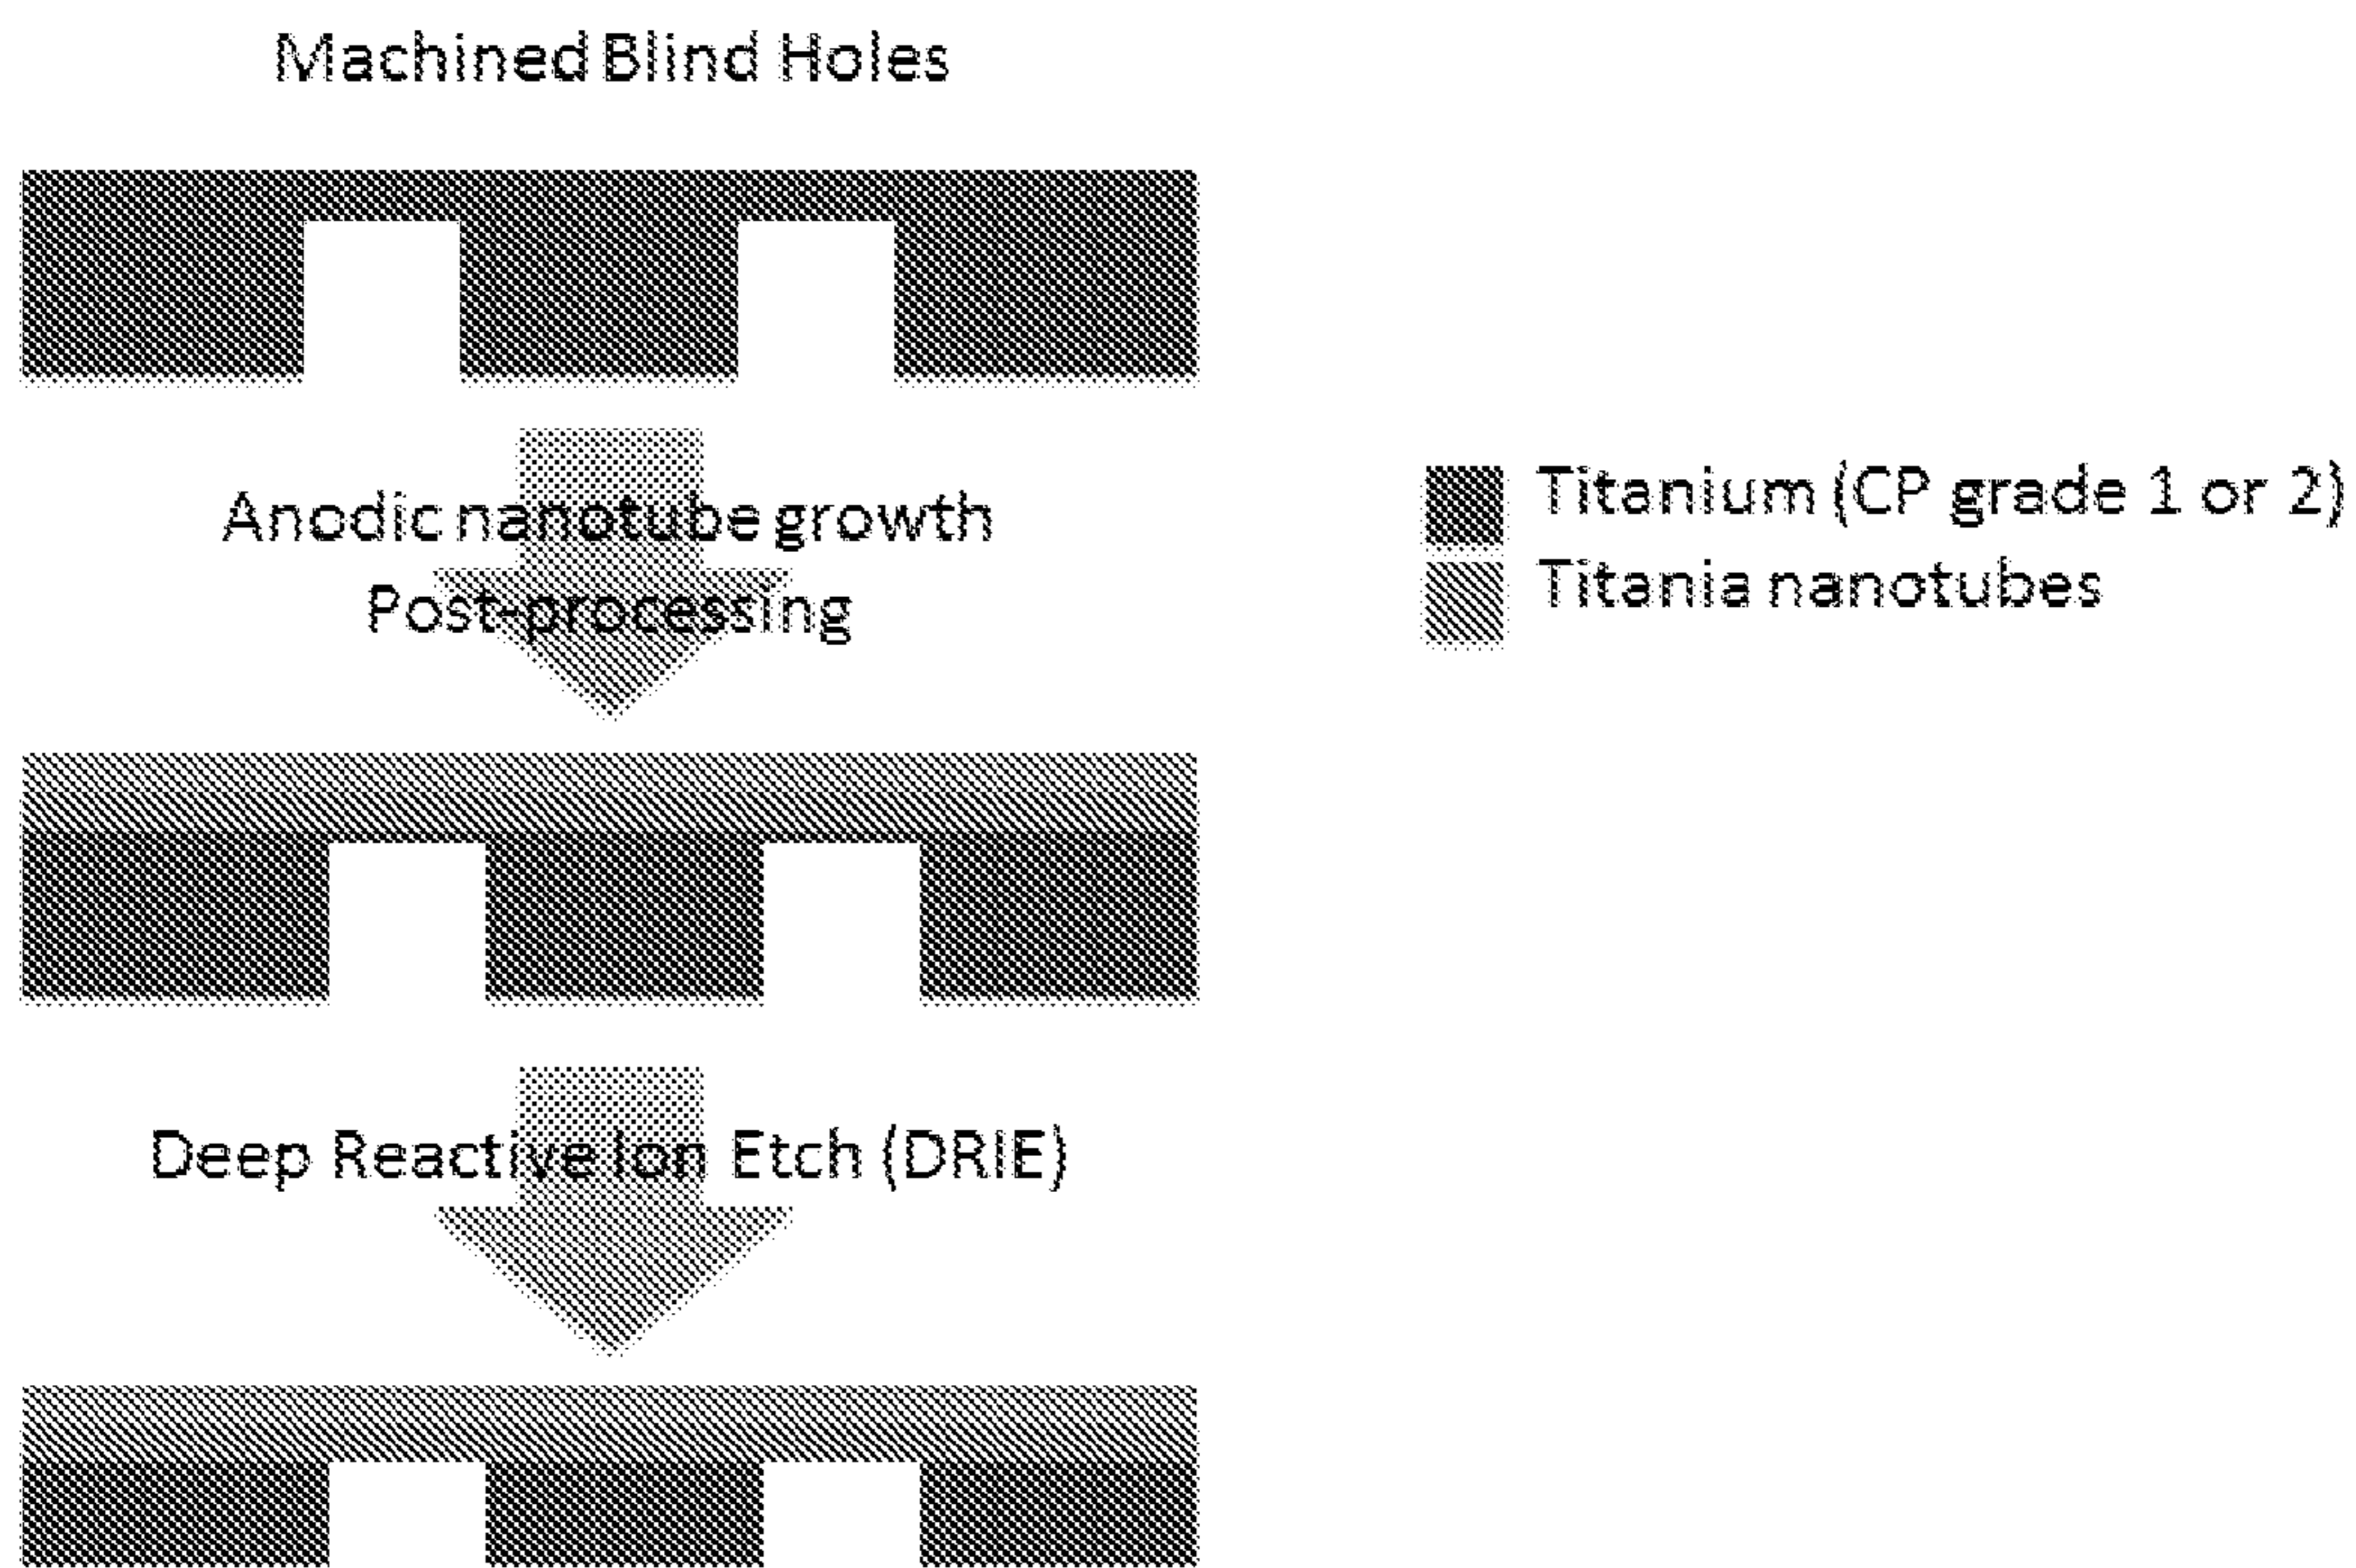 Machined Blind Holes
Anodic nanotube growth
Post-processing
Titanium (CP grade 1 or 2)
Titania nanotubes
Deep Reactive Ion Etch (DRIE)